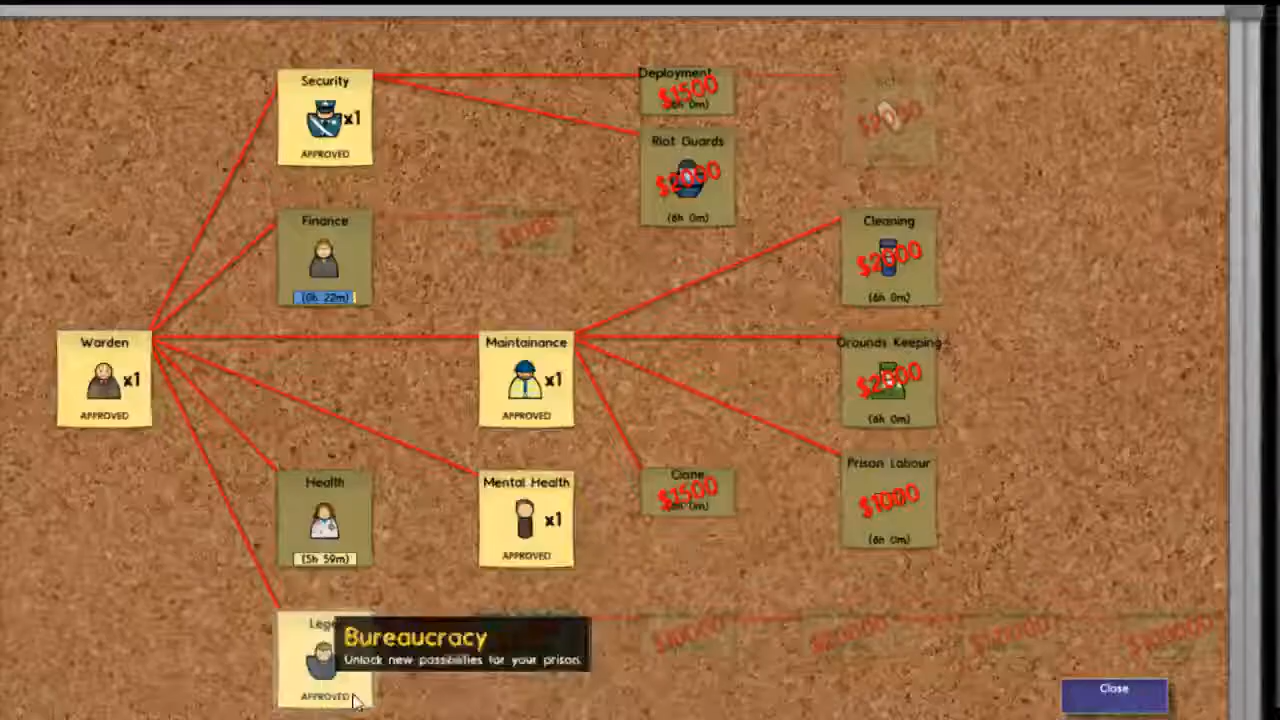 Security
x1
APPROVED
Deployment
$1500
(6h 0m)
Riot Guards
$2000
(6h 0m)
Finance
(0h 22m)
$1000
Cleaning
$2000
(6h 0m)
Warden
x1
APPROVED
Maintainance
x1
APPROVED
Grounds Keeping
$2000
(6h 0m)
Health
(5h 59m)
Mental Health
x1
APPROVED
$1500
Prison Labour
$1000
(6h 0m)
APPROVED
Bureaucracy
Unlock new possibilities for your prison.
Close